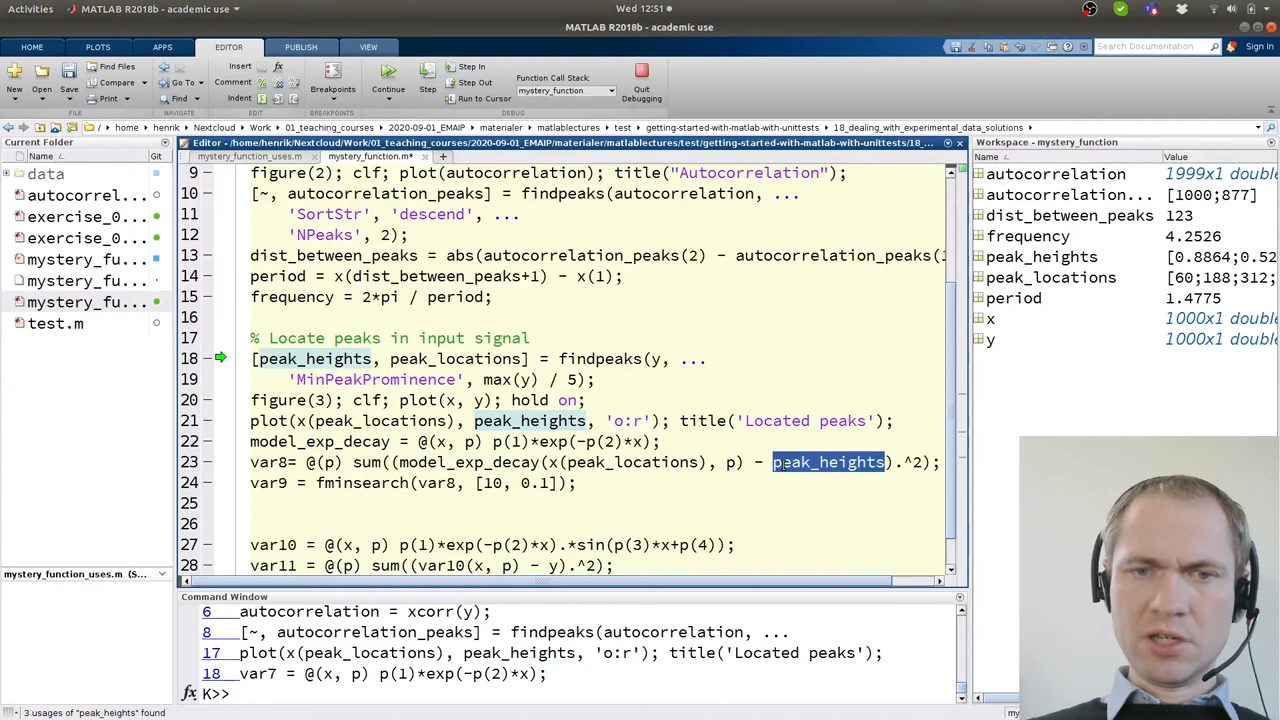 Activities
MATLAB R2018b - academic use
Wed 12:51
MATLAB R2018b - academic use
HOME PLOTS APPS EDITOR PUBLISH VIEW
Search Documentation
Sign In
New
Open
Save
Find Files
Compare
Print
Go To
Find
Insert
Comment
Indent
fx
Breakpoints
Continue
Step
Step In
Step Out
Run to Cursor
Function Call Stack:
mystery_function
Quit
Debugging
FILE NAVIGATE EDIT BREAKPOINTS DEBUG
/ home henrik Nextcloud Work 01_teaching_courses 2020-09-01_EMAIP materialer matlablectures test getting-started-with-matlab-with-unittests 18_dealing_with_experimental_data_solutions
Current Folder
Name Git
data
autocorrel...
exercise_0...
exercise_0...
mystery_fu...
mystery_fu...
mystery_fu...
test.m
mystery_function_uses.m (S...
Editor - /home/henrik/Nextcloud/Work/01_teaching_courses/2020-09-01_EMAIP/materialer/matlablectures/test/getting-started-with-matlab-with-unittests/18_...
mystery_function_uses.m mystery_function.m*
9 figure(2); clf; plot(autocorrelation); title("Autocorrelation");
10 [~, autocorrelation_peaks] = findpeaks(autocorrelation, ...
11 'SortStr', 'descend', ...
12 'NPeaks', 2);
13 dist_between_peaks = abs(autocorrelation_peaks(2) - autocorrelation_peaks(1
14 period = x(dist_between_peaks+1) - x(1);
15 frequency = 2*pi / period;
16
17 % Locate peaks in input signal
18 [peak_heights, peak_locations] = findpeaks(y, ...
19 'MinPeakProminence', max(y) / 5);
20 figure(3); clf; plot(x, y); hold on;
21 plot(x(peak_locations), peak_heights, 'o:r'); title('Located peaks');
22 model_exp_decay = @(x, p) p(1)*exp(-p(2)*x);
23 var8= @(p) sum((model_exp_decay(x(peak_locations), p) - peak_heights).^2);
24 var9 = fminsearch(var8, [10, 0.1]);
25
26
27 var10 = @(x, p) p(1)*exp(-p(2)*x).*sin(p(3)*x+p(4));
28 var11 = @(p) sum((var10(x, p) - y).^2);
Command Window
6 autocorrelation = xcorr(y);
8 [~, autocorrelation_peaks] = findpeaks(autocorrelation, ...
17 plot(x(peak_locations), peak_heights, 'o:r'); title('Located peaks');
18 var7 = @(x, p) p(1)*exp(-p(2)*x);
fx K>>
Workspace - mystery_function
Name Value
autocorrelation 1999x1 double
autocorrelation... [1000;877]
dist_between_peaks 123
frequency 4.2526
peak_heights [0.8864;0.52
peak_locations [60;188;312;
period 1.4775
x 1000x1 double
y 1000x1 double
3 usages of "peak_heights" found
my